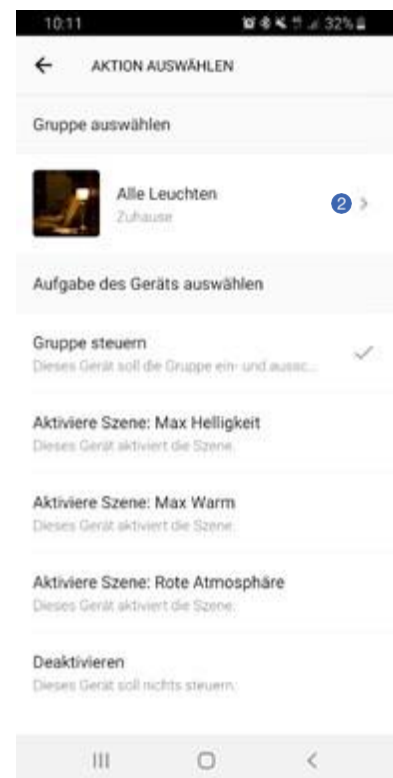 10:11
32%
AKTION AUSWÄHLEN
Gruppe auswählen
Alle Leuchten
Zuhause
2
Aufgabe des Geräts auswählen
Gruppe steuern
Dieses Gerät soll die Gruppe ein- und aussc...
Aktiviere Szene: Max Helligkeit
Dieses Gerät aktiviert die Szene.
Aktiviere Szene: Max Warm
Dieses Gerät aktiviert die Szene.
Aktiviere Szene: Rote Atmosphäre
Dieses Gerät aktiviert die Szene.
Deaktivieren
Dieses Gerät soll nichts steuern.